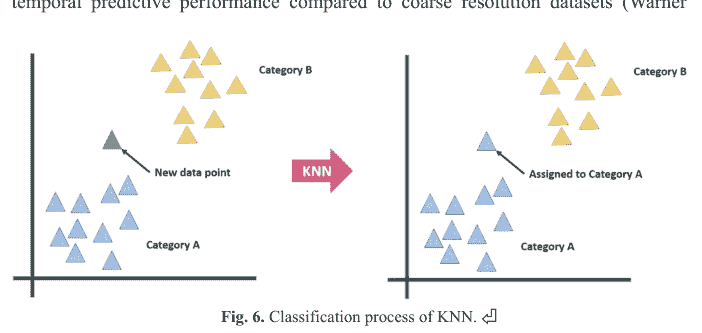 temporal predictive performance compared to coarse resolution datasets (Warner
Category B
New data point
Category A
KNN
Category B
Assigned to Category A
Category A
Fig. 6. Classification process of KNN.